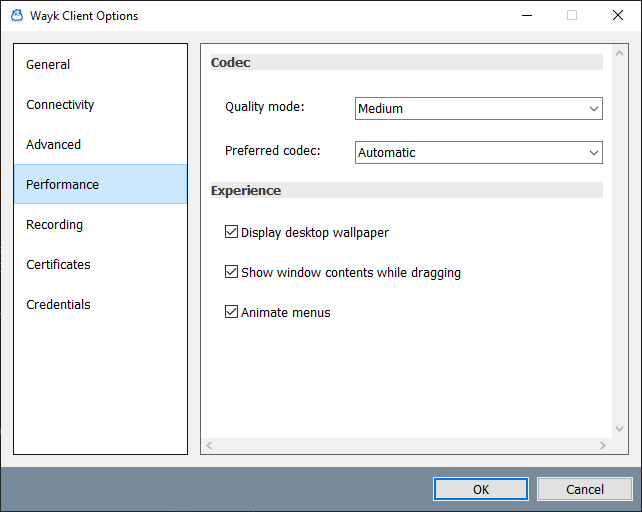 Wayk Client Options
General
Connectivity
Advanced
Performance
Recording
Certificates
Credentials
Codec
Quality mode: Medium
Preferred codec: Automatic
Experience
Display desktop wallpaper
Show window contents while dragging
Animate menus
OK Cancel